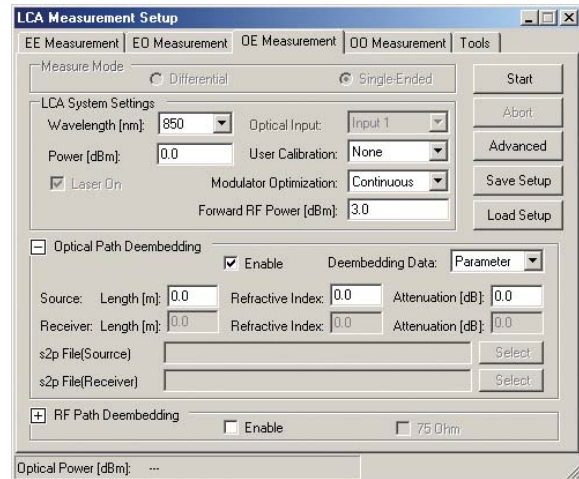 LCA Measurement Setup
EE Measurement EO Measurement OE Measurement OO Measurement Tools
Measure Mode
Differential Single-Ended Start
LCA System Settings
Abort
Wavelength [nm]: 850 Optical Input: Input 1
Power [dBm]: 0.0 User Calibration: None Advanced
Laser On Modulator Optimization: Continuous Save Setup
Forward RF Power [dBm]: 3.0 Load Setup
Optical Path Deembedding
Enable Deembedding Data: Parameter
Source: Length [m]: 0.0 Refractive Index: 0.0 Attenuation [dB]: 0.0
Receiver: Length [m]: 0.0 Refractive Index: 0.0 Attenuation [dB]: 0.0
s2p File(Sourrce) Select
s2p File(Receiver) Select
RF Path Deembedding
Enable 75 Ohm
Optical Power [dBm]: ---